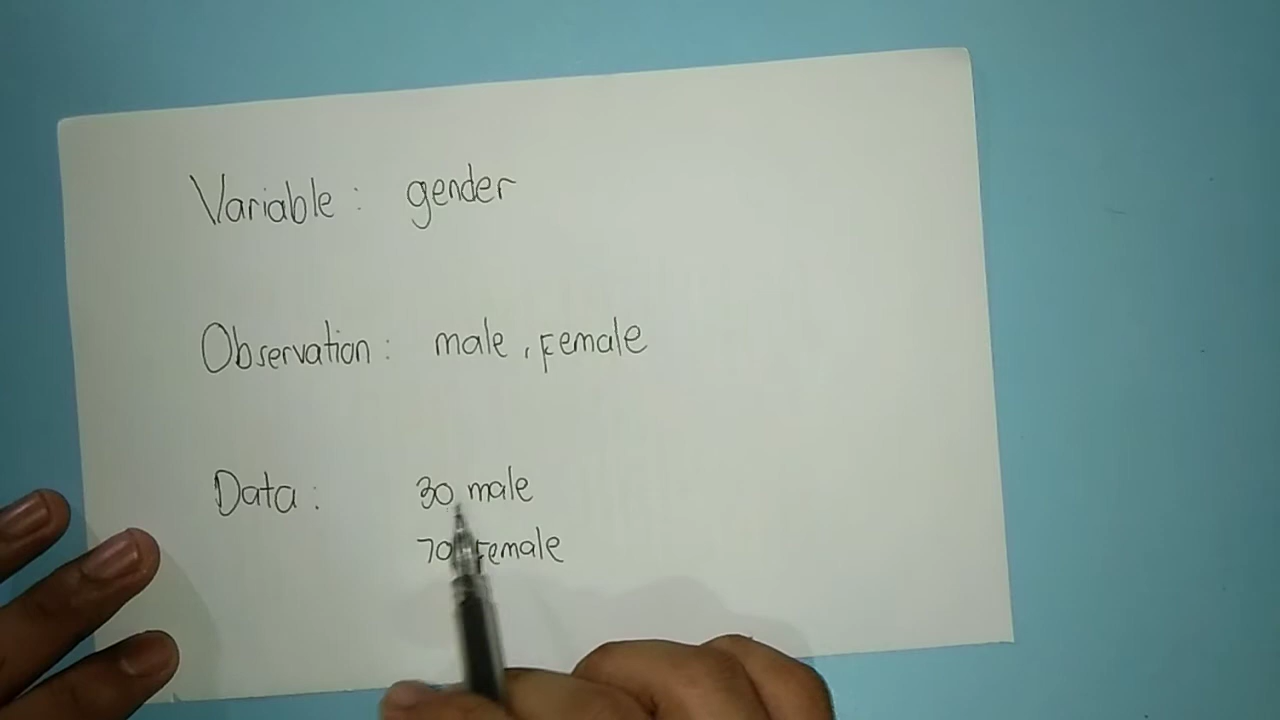 Variable : gender
Observation : male , Female
Data : 30 male
70 Female